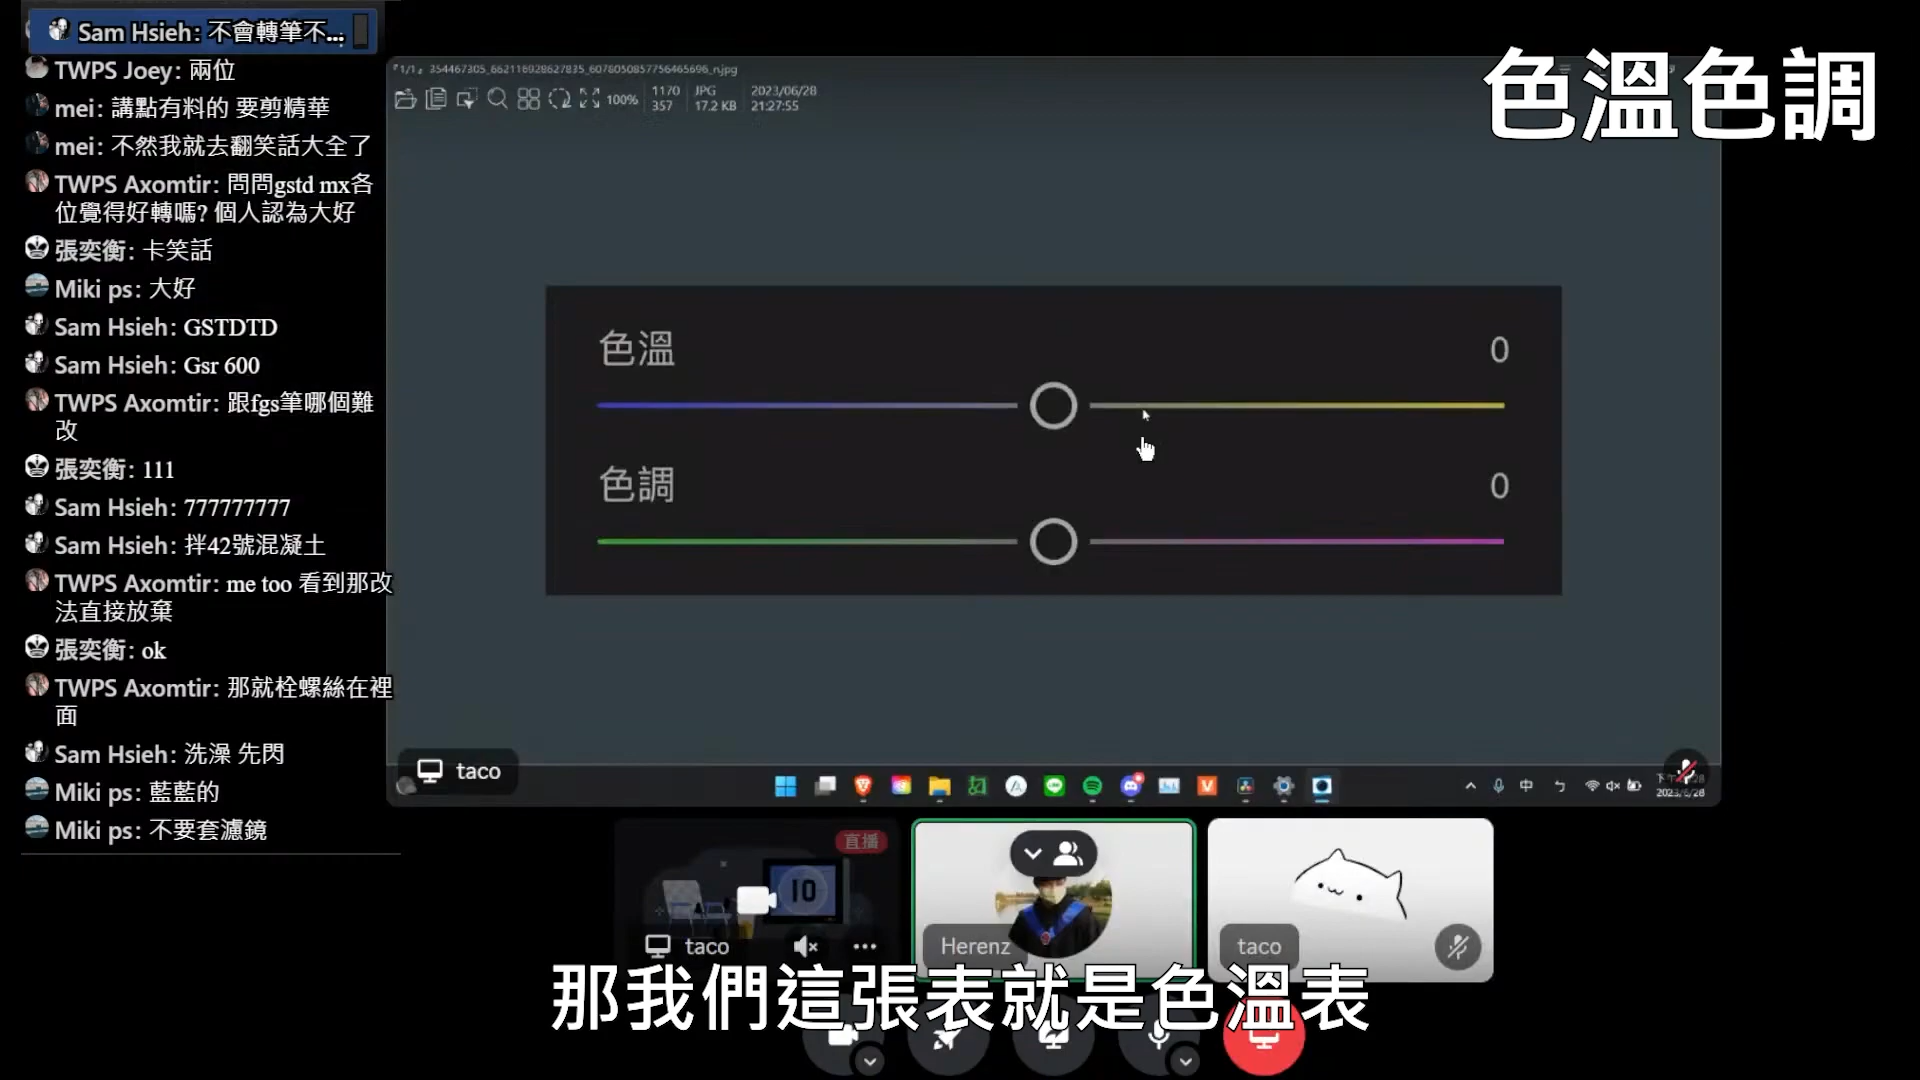 Sam Hsieh: 不會轉筆不...
TWPS Joey: 兩位
mei: 講點有料的 要剪精華
mei: 不然我就去翻笑話大全了
TWPS Axomtir: 問問gstd mx各
位覺得好轉嗎? 個人認為大好
張奕衡: 卡笑話
Miki ps: 大好
Sam Hsieh: GSTDTD
Sam Hsieh: Gsr 600
TWPS Axomtir: 跟fgs筆哪個難
改
張奕衡: 111
Sam Hsieh: 777777777
Sam Hsieh: 拌42號混凝土
TWPS Axomtir: me too 看到那改
法直接放棄
張奕衡: ok
TWPS Axomtir: 那就栓螺絲在裡
面
Sam Hsieh: 洗澡 先閃
Miki ps: 藍藍的
Miki ps: 不要套濾鏡
色溫色調
1/1 354467305_662116928627835_6078050857756465696_n.jpg
100%
1170
357
JPG
17.2 KB
2023/06/28
21:27:55
色溫 0
色調 0
taco
中
2023/6/28
直播
10
taco
Herenz
taco
那我們這張表就是色溫表